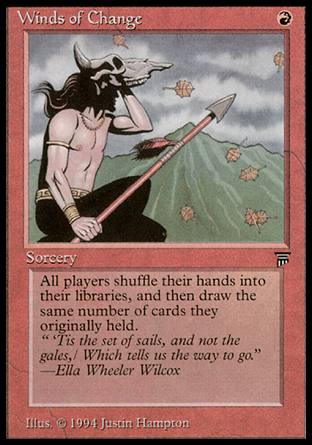 Winds of Change
Sorcery
All players shuffle their hands into
their libraries, and then draw the
same number of cards they
originally held.
“ ‘Tis the set of sails, and not the
gales,/ Which tells us the way to go.”
—Ella Wheeler Wilcox
Illus. © 1994 Justin Hampton